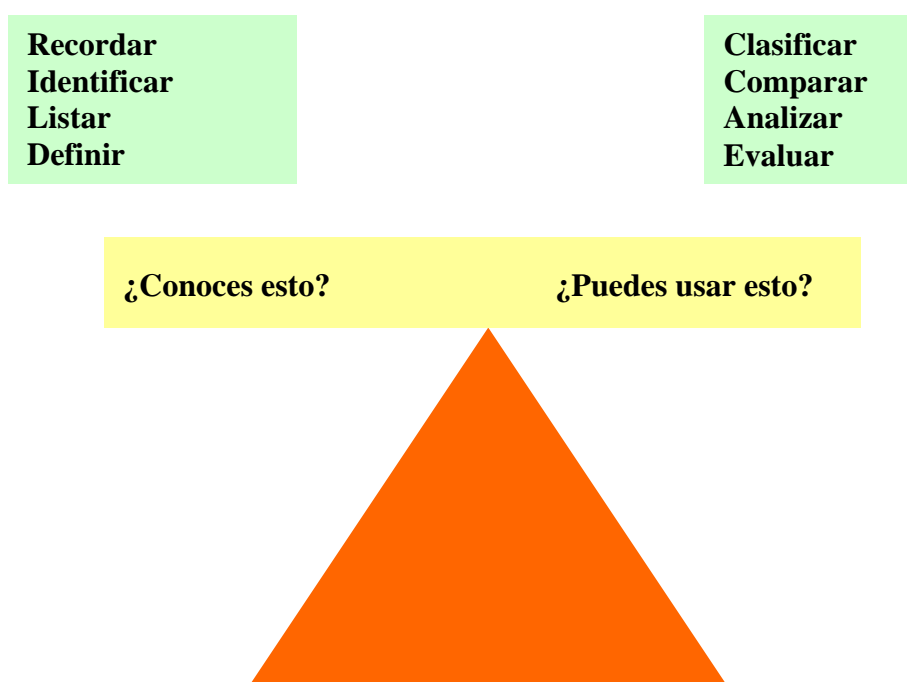 Recordar
Identificar
Listar
Definir
Clasificar
Comparar
Analizar
Evaluar
¿Conoces esto?
¿Puedes usar esto?